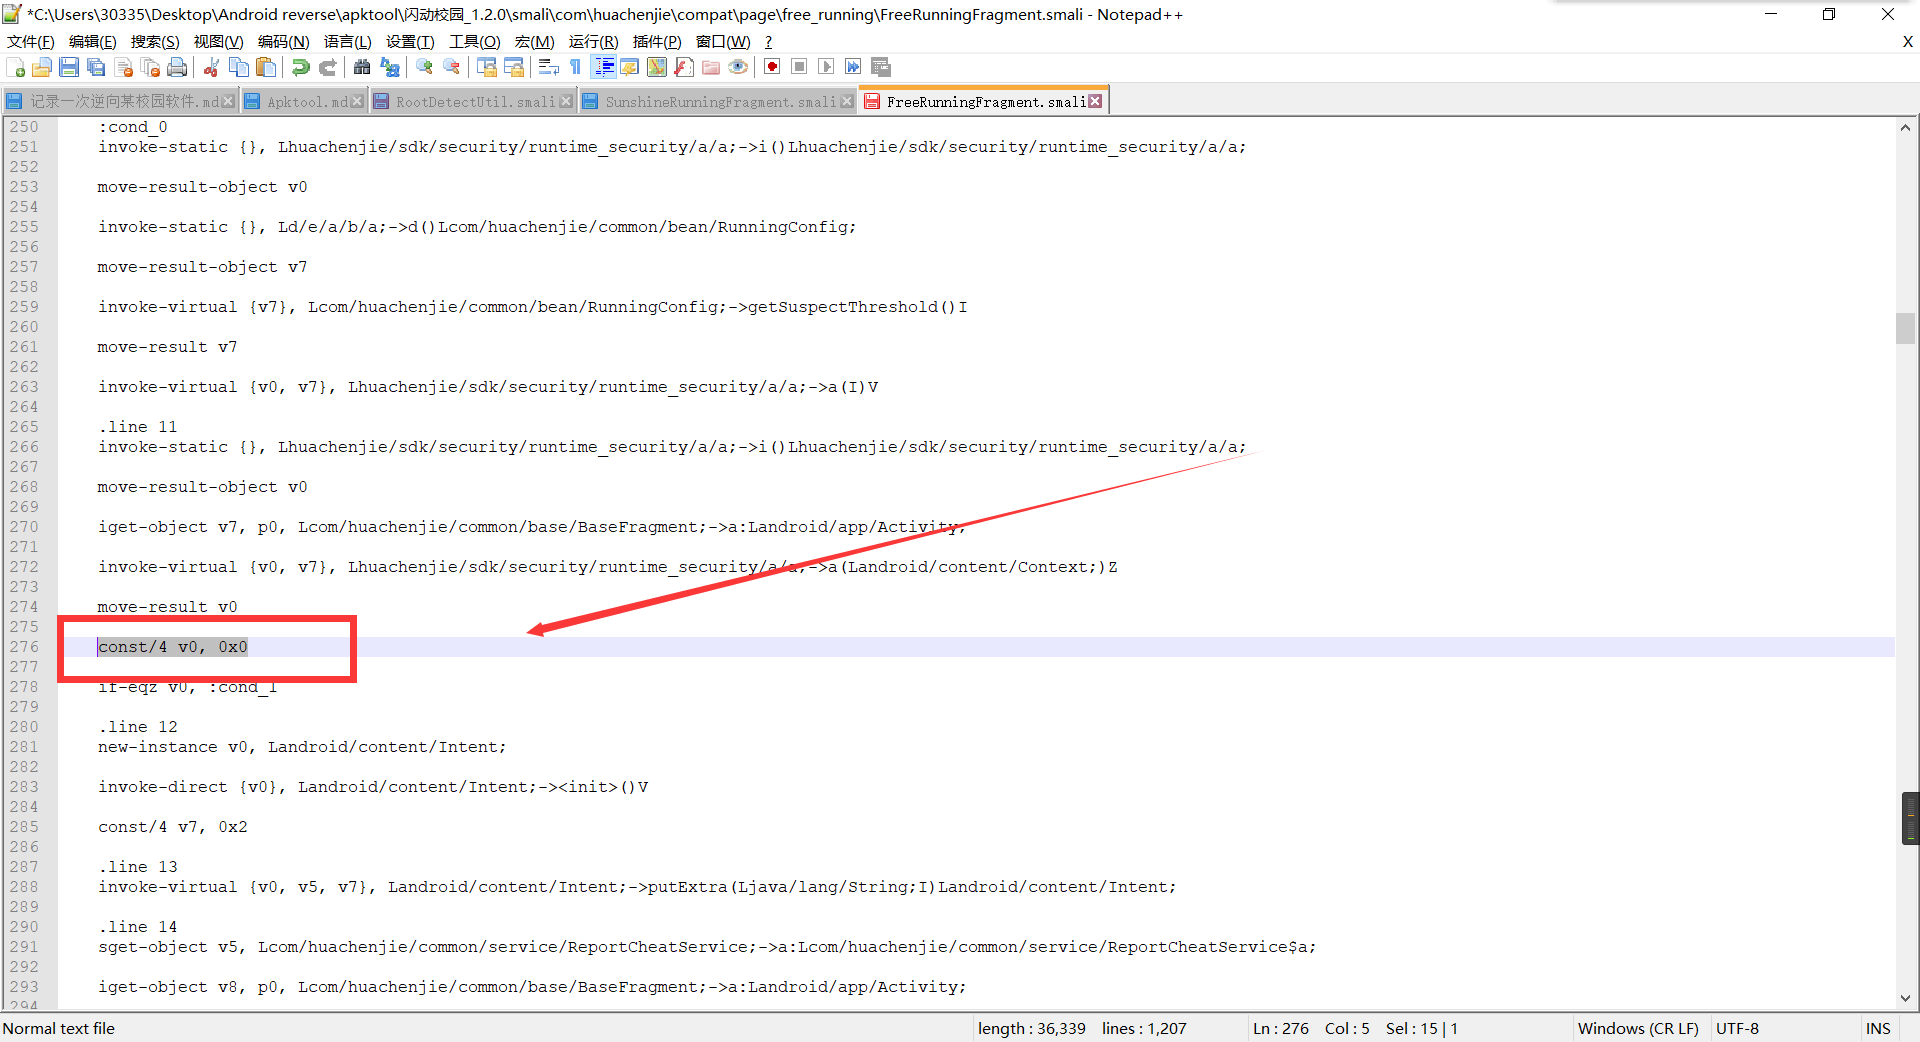 *C:\Users\30335\Desktop\Android reverse\apktool\闪动校园_1.2.0\smali\com\huachenjie\compat\page\free_running\FreeRunningFragment.smali - Notepad++
文件(F) 编辑(E) 搜索(S) 视图(V) 编码(N) 语言(L) 设置(T) 工具(O) 宏(M) 运行(R) 插件(P) 窗口(W) ? X
记录一次逆向某校园软件.md Apktool.md RootDetectUtil.smali SunshineRunningFragment.smali FreeRunningFragment.smali
250 :cond_0
251 invoke-static {}, Lhuachenjie/sdk/security/runtime_security/a/a;->i()Lhuachenjie/sdk/security/runtime_security/a/a;
252
253 move-result-object v0
254
255 invoke-static {}, Ld/e/a/b/a;->d()Lcom/huachenjie/common/bean/RunningConfig;
256
257 move-result-object v7
258
259 invoke-virtual {v7}, Lcom/huachenjie/common/bean/RunningConfig;->getSuspectThreshold()I
260
261 move-result v7
262
263 invoke-virtual {v0, v7}, Lhuachenjie/sdk/security/runtime_security/a/a;->a(I)V
264
265 .line 11
266 invoke-static {}, Lhuachenjie/sdk/security/runtime_security/a/a;->i()Lhuachenjie/sdk/security/runtime_security/a/a;
267
268 move-result-object v0
269
270 iget-object v7, p0, Lcom/huachenjie/common/base/BaseFragment;->a:Landroid/app/Activity;
271
272 invoke-virtual {v0, v7}, Lhuachenjie/sdk/security/runtime_security/a/a;->a(Landroid/content/Context;)Z
273
274 move-result v0
275
276 const/4 v0, 0x0
277
278 if-eqz v0, :cond_1
279
280 .line 12
281 new-instance v0, Landroid/content/Intent;
282
283 invoke-direct {v0}, Landroid/content/Intent;-><init>()V
284
285 const/4 v7, 0x2
286
287 .line 13
288 invoke-virtual {v0, v5, v7}, Landroid/content/Intent;->putExtra(Ljava/lang/String;I)Landroid/content/Intent;
289
290 .line 14
291 sget-object v5, Lcom/huachenjie/common/service/ReportCheatService;->a:Lcom/huachenjie/common/service/ReportCheatService$a;
292
293 iget-object v8, p0, Lcom/huachenjie/common/base/BaseFragment;->a:Landroid/app/Activity;
294
Normal text file length : 36,339 lines : 1,207 Ln : 276 Col : 5 Sel : 15 | 1 Windows (CR LF) UTF-8 INS